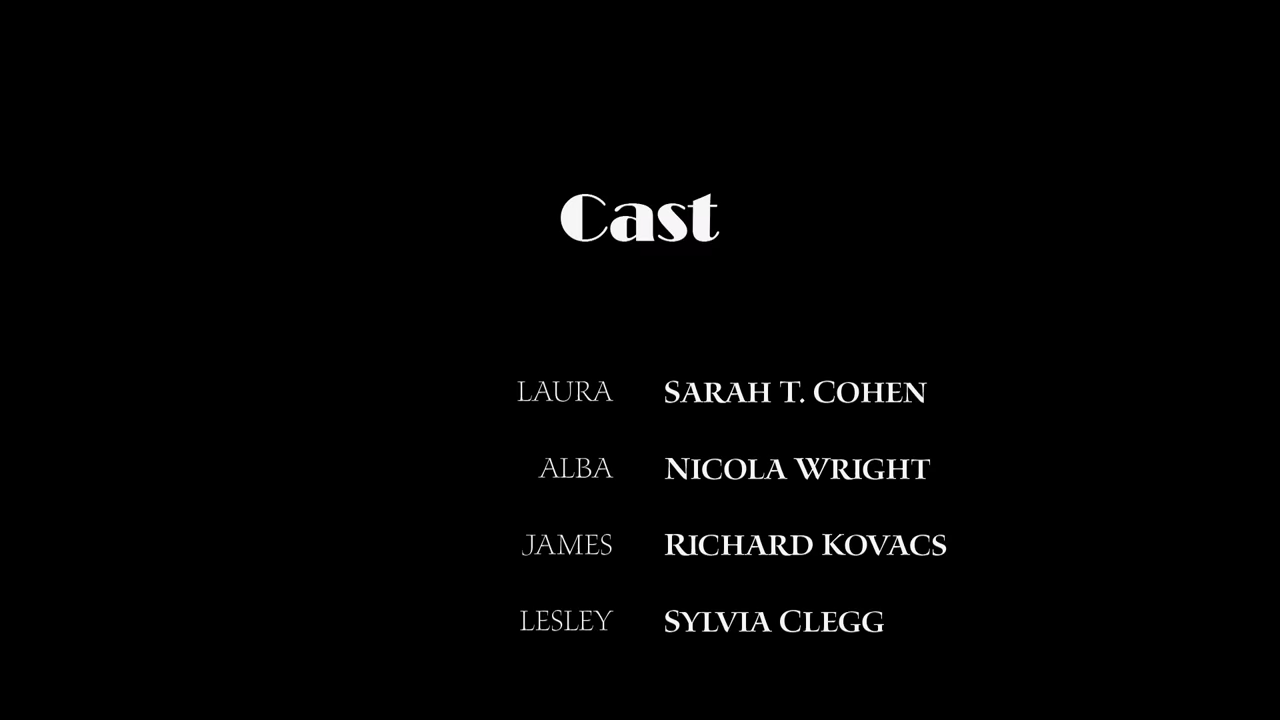 Cast
LAURA SARAH T. COHEN
ALBA NICOLA WRIGHT
JAMES RICHARD KOVACS
LESLEY SYLVIA CLEGG